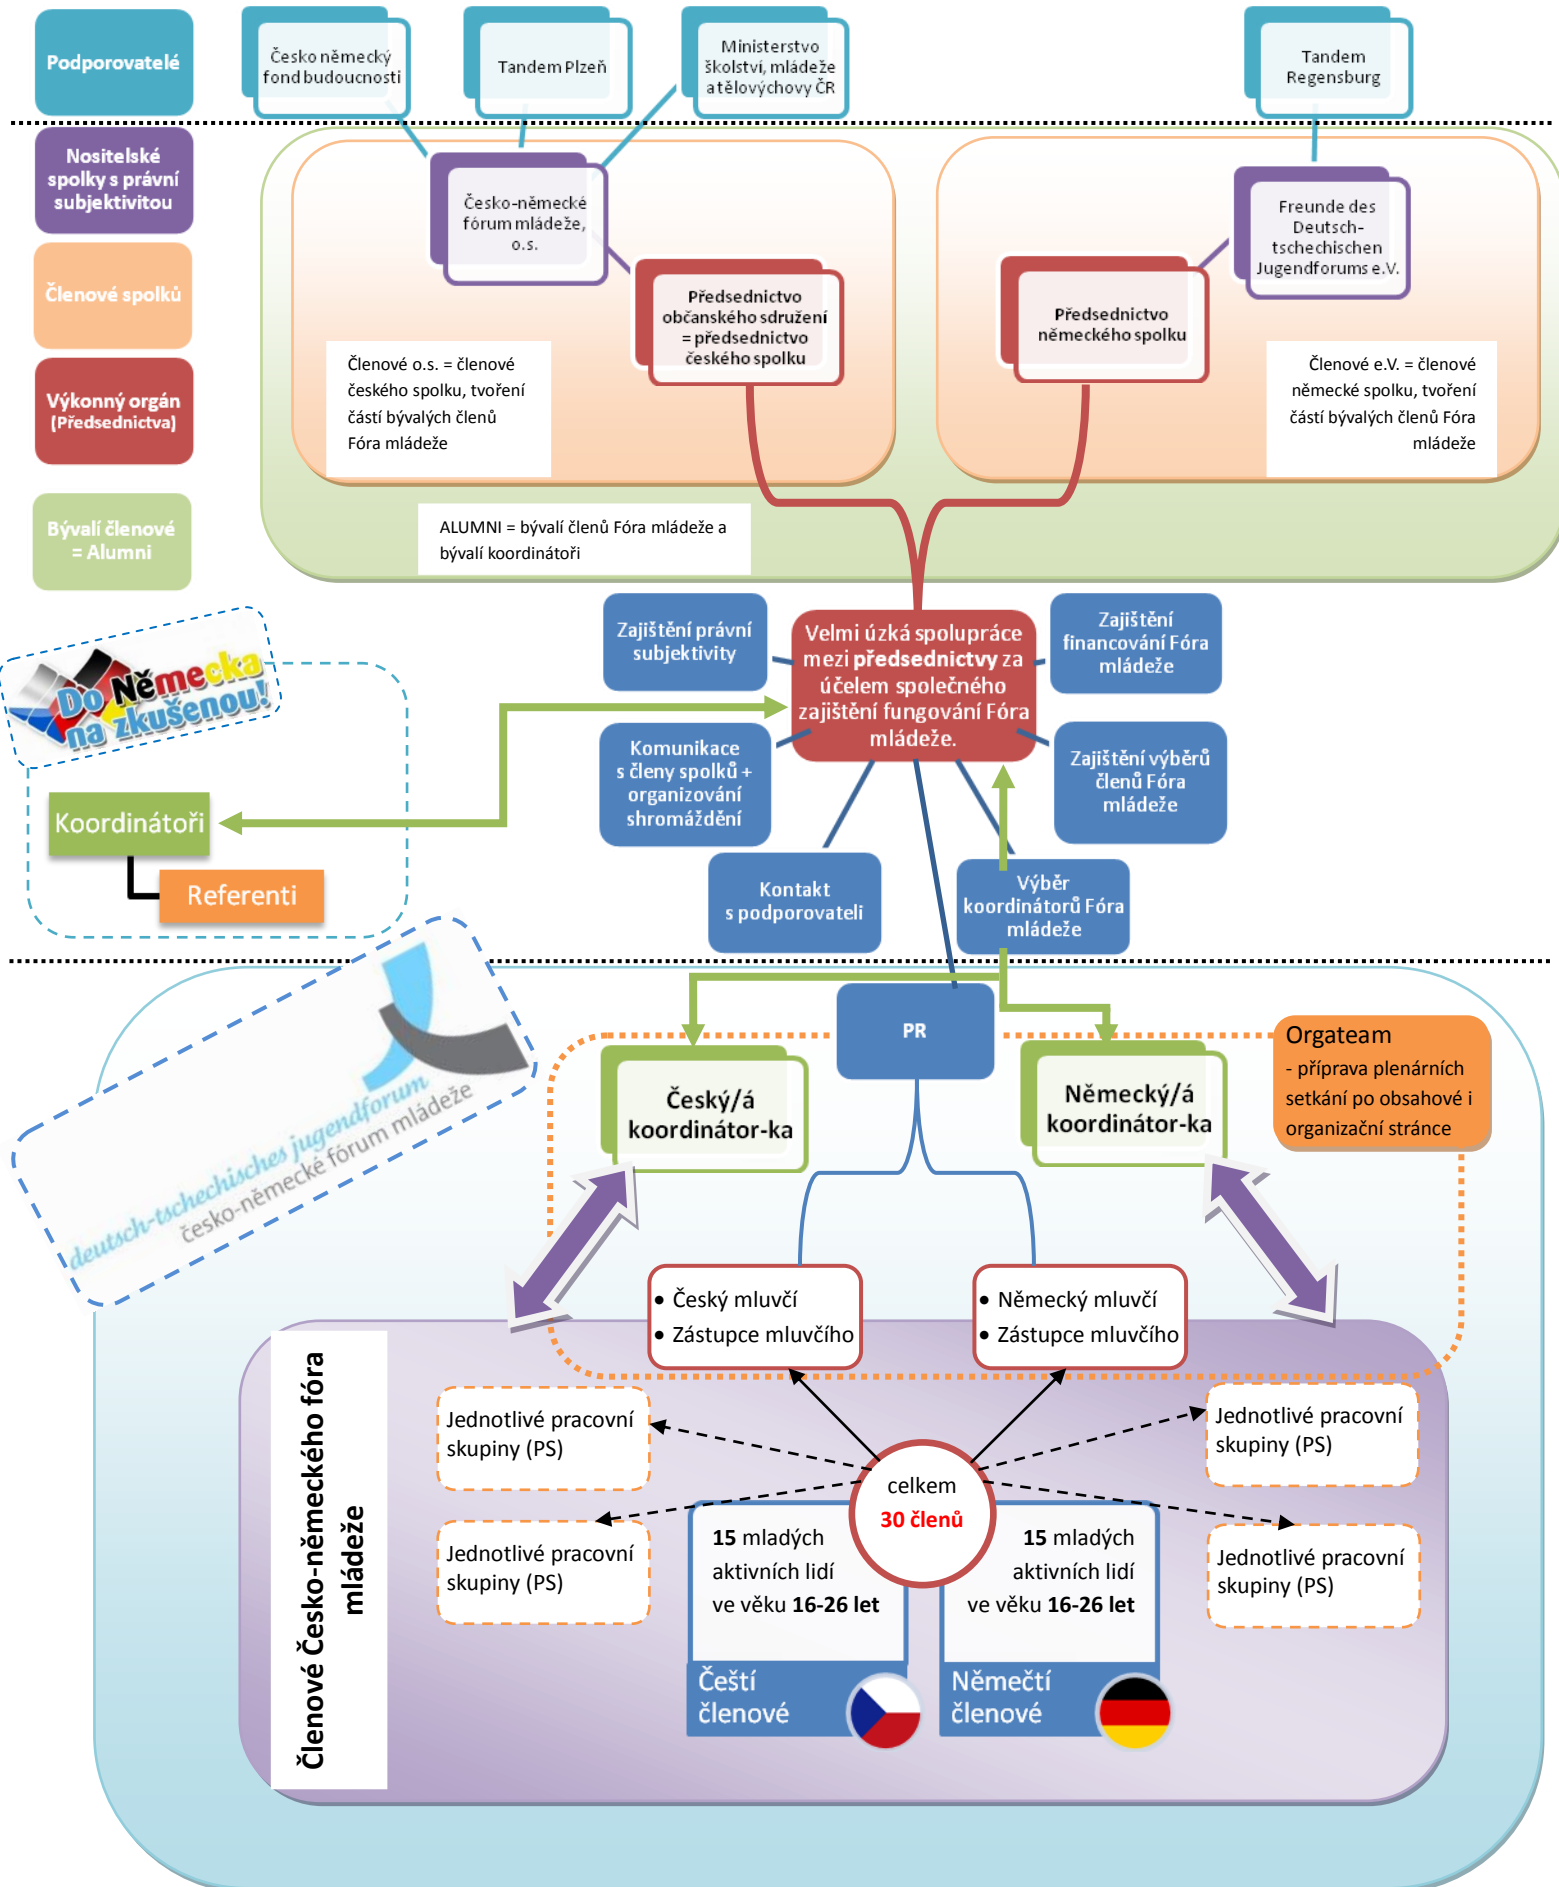 Podporovatelé
Česko německý
fond budoucnosti
Tandem Plzeň
Ministerstvo
školství, mládeže
a tělovýchovy ČR
Tandem
Regensburg
Nositelské
spolky s právní
subjektivitou
Česko-německé
fórum mládeže,
o.s.
Freunde des
Deutsch-
tschechischen
Jugendforums e.V.
Členové spolků
Předsednictvo
občanského sdružení
= předsednictvo
českého spolku
Předsednictvo
německého spolku
Členové o.s. = členové
českého spolku, tvoření
částí bývalých členů
Fóra mládeže
Členové e.V. = členové
německé spolku, tvoření
částí bývalých členů Fóra
mládeže
Výkonný orgán
(Předsednictva)
Bývalí členové
= Alumni
ALUMNI = bývalí členů Fóra mládeže a
bývalí koordinátoři
Zajištění právní
subjektivity
Velmi úzká spolupráce
mezi předsednictvy za
účelem společného
zajištění fungování Fóra
mládeže.
Zajištění
financování Fóra
mládeže
Do Německa
na zkušenou!
Komunikace
s členy spolků +
organizování
shromáždění
Zajištění výběrů
členů Fóra
mládeže
Koordinátoři
Referenti
Kontakt
s podporovateli
Výběr
koordinátorů Fóra
mládeže
deutsch-tschechisches jugendforum
česko-německé fórum mládeže
PR
Orgateam
- příprava plenárních
setkání po obsahové i
organizační stránce
Český/á
koordinátor-ka
Německý/á
koordinátor-ka
• Český mluvčí
• Zástupce mluvčího
• Německý mluvčí
• Zástupce mluvčího
Členové Česko-německého fóra
mládeže
Jednotlivé pracovní
skupiny (PS)
Jednotlivé pracovní
skupiny (PS)
celkem
30 členů
Jednotlivé pracovní
skupiny (PS)
Jednotlivé pracovní
skupiny (PS)
15 mladých
aktivních lidí
ve věku 16-26 let
15 mladých
aktivních lidí
ve věku 16-26 let
Čeští
členové
Němečtí
členové